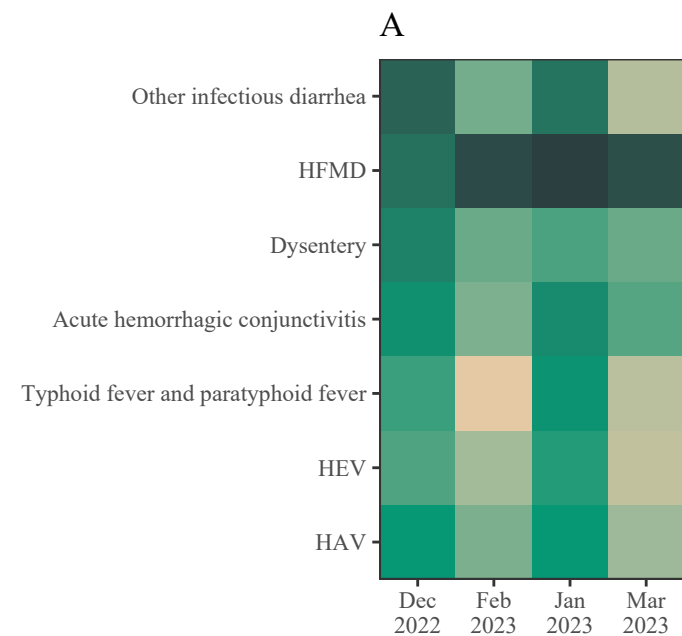 A
Other infectious diarrhea
HFMD
Dysentery
Acute hemorrhagic conjunctivitis
Typhoid fever and paratyphoid fever
HEV
HAV
Dec Feb Jan Mar
2022 2023 2023 2023